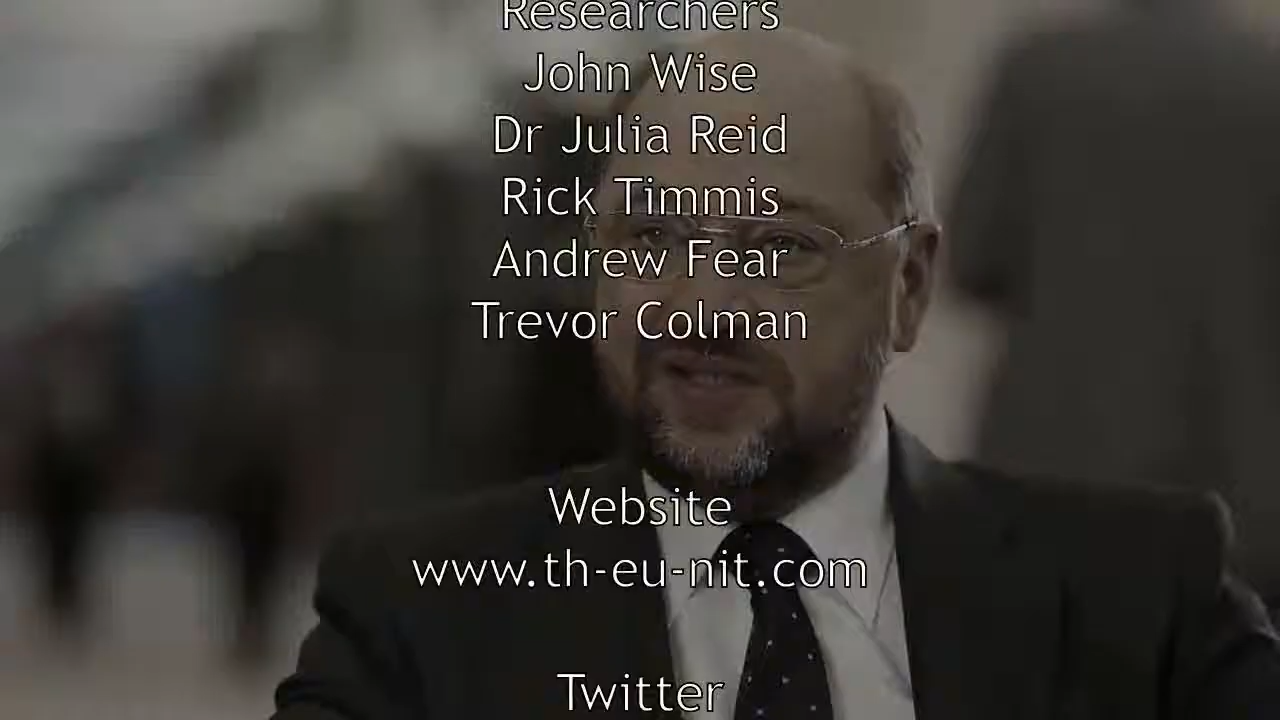 Researchers
John Wise
Dr Julia Reid
Rick Timmis
Andrew Fear
Trevor Colman
Website
www.th-eu-nit.com
Twitter